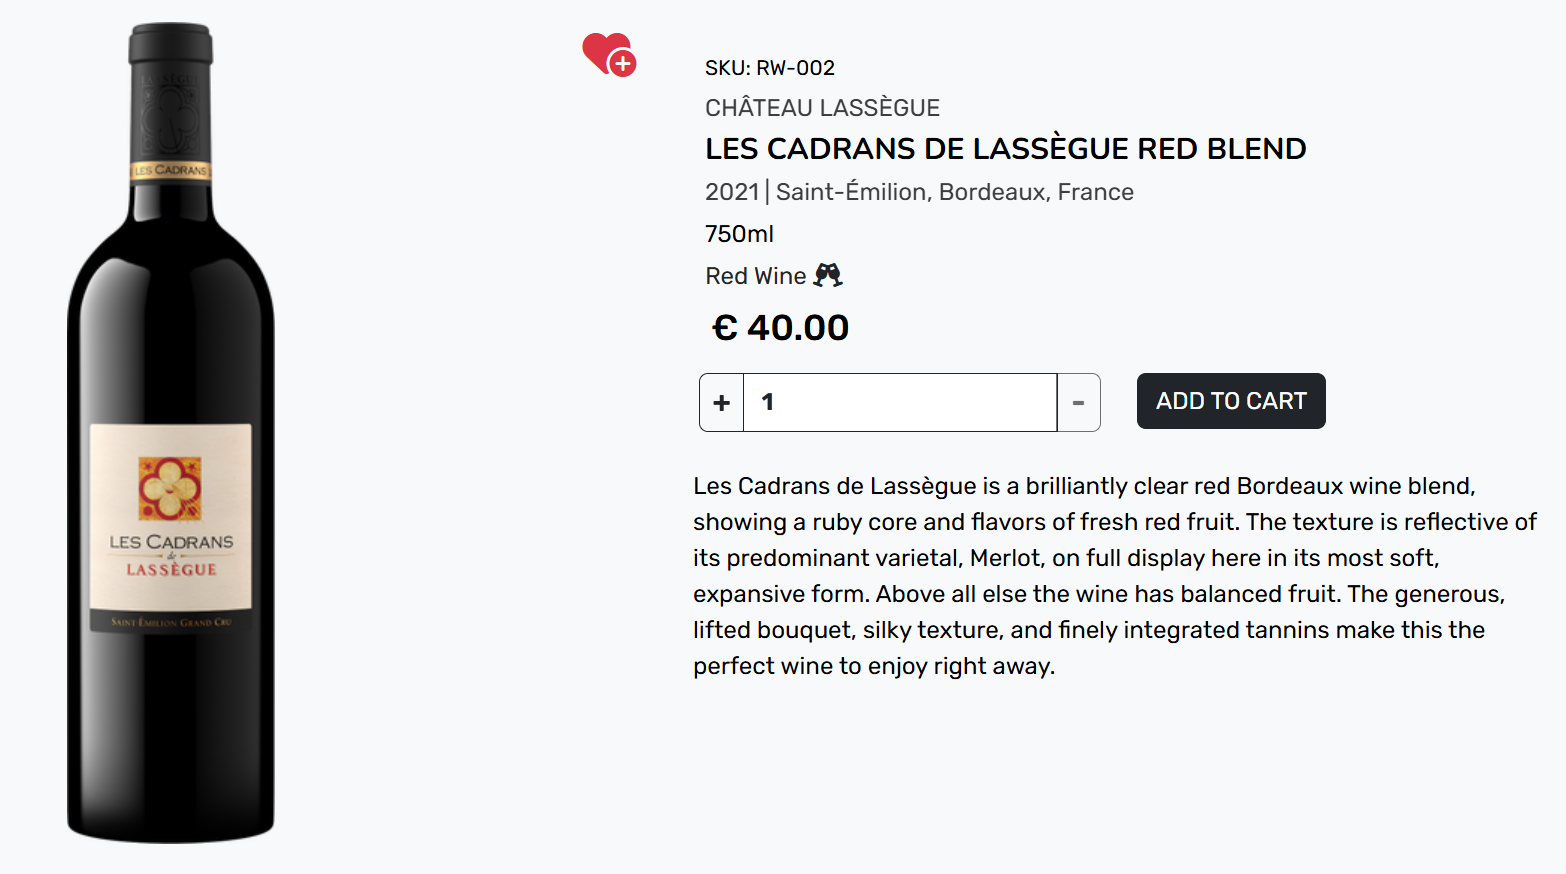 LASSÈGUE
LES CADRANS
LES CADRANS
de
LASSÈGUE
SAINT-ÉMILION GRAND CRU
SKU: RW-002
CHÂTEAU LASSÈGUE
LES CADRANS DE LASSÈGUE RED BLEND
2021 | Saint-Émilion, Bordeaux, France
750ml
Red Wine
€ 40.00
+ 1 -
ADD TO CART
Les Cadrans de Lassègue is a brilliantly clear red Bordeaux wine blend,
showing a ruby core and flavors of fresh red fruit. The texture is reflective of
its predominant varietal, Merlot, on full display here in its most soft,
expansive form. Above all else the wine has balanced fruit. The generous,
lifted bouquet, silky texture, and finely integrated tannins make this the
perfect wine to enjoy right away.